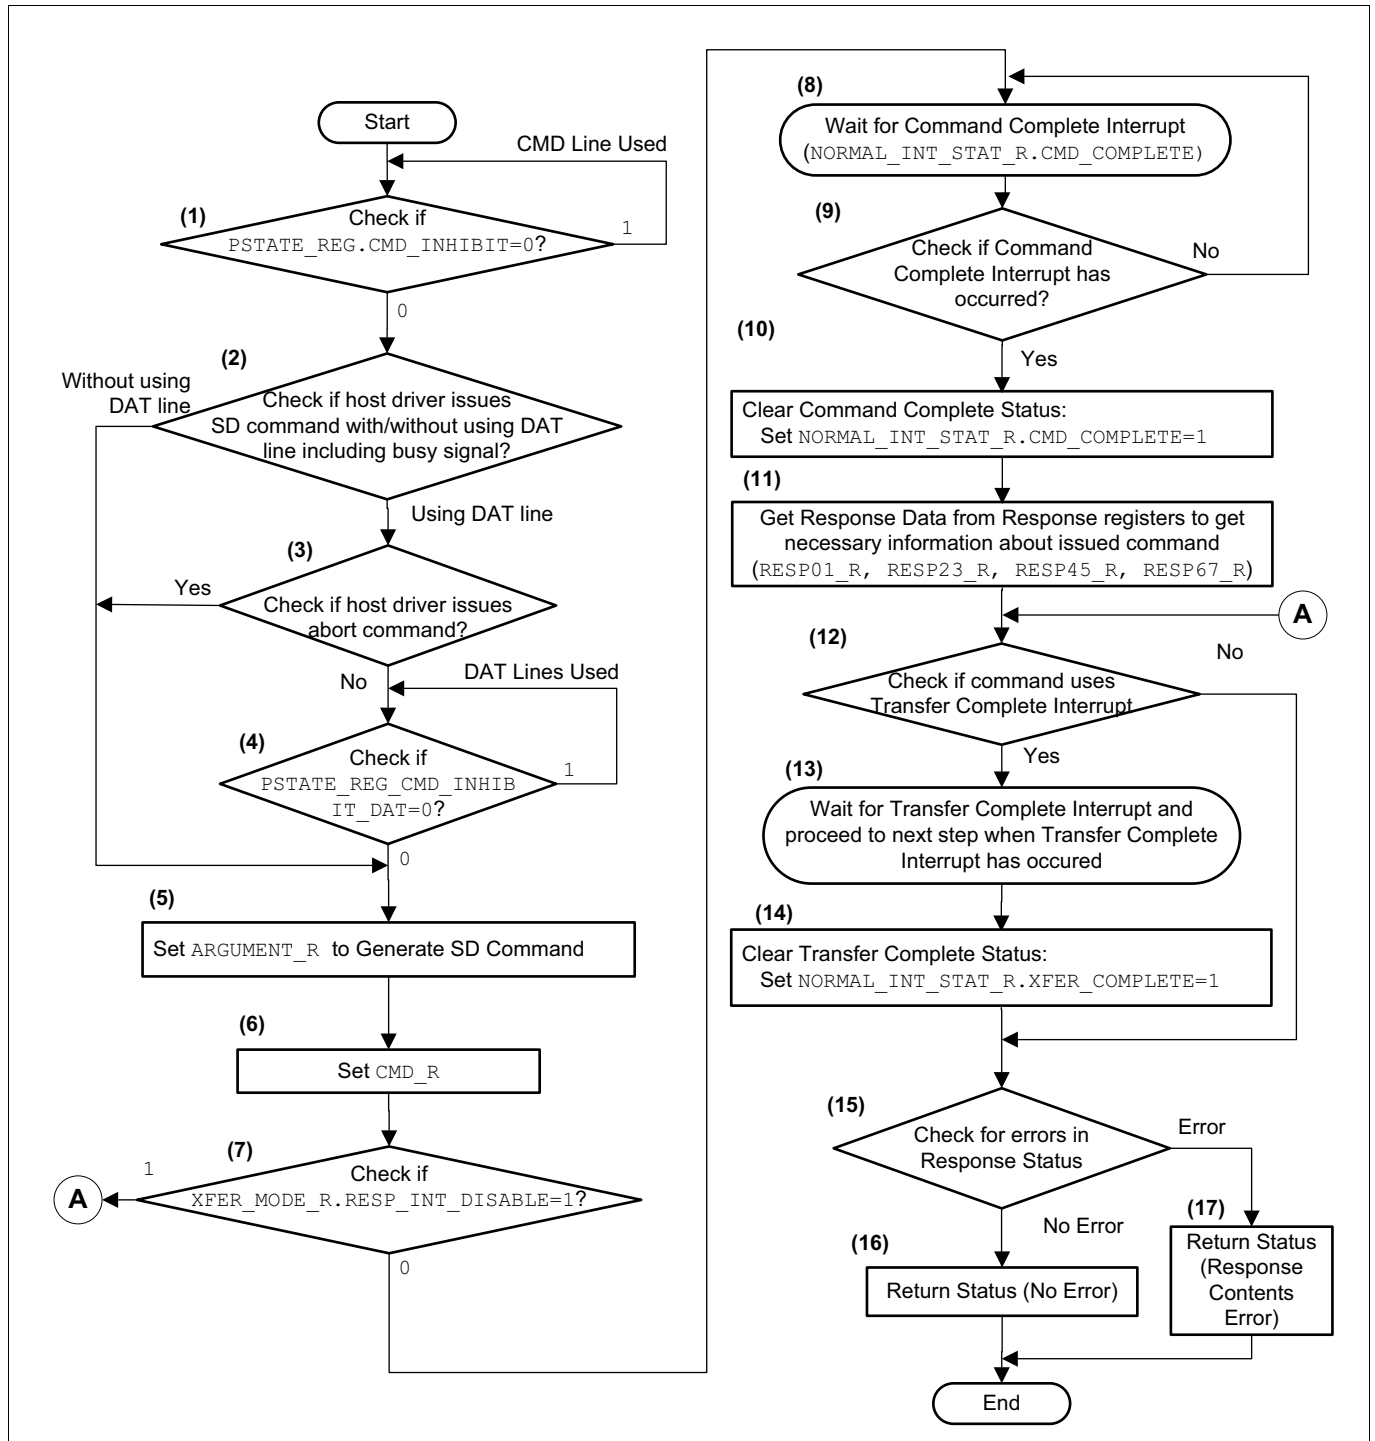 Start
CMD Line Used
(1)
Check if
PSTATE_REG.CMD_INHIBIT=0?
1
0
(2)
Without using
DAT line
Check if host driver issues
SD command with/without using DAT
line including busy signal?
Using DAT line
(3)
Yes
Check if host driver issues
abort command?
No
DAT Lines Used
(4)
Check if
PSTATE_REG_CMD_INHIB
IT_DAT=0?
1
0
(5)
Set ARGUMENT_R to Generate SD Command
(6)
Set CMD_R
(7)
1
Check if
XFER_MODE_R.RESP_INT_DISABLE=1?
A
0
(8)
Wait for Command Complete Interrupt
(NORMAL_INT_STAT_R.CMD_COMPLETE)
(9)
Check if Command
Complete Interrupt has
occurred?
No
(10)
Yes
Clear Command Complete Status:
Set NORMAL_INT_STAT_R.CMD_COMPLETE=1
(11)
Get Response Data from Response registers to get
necessary information about issued command
(RESP01_R, RESP23_R, RESP45_R, RESP67_R)
A
(12)
No
Check if command uses
Transfer Complete Interrupt
Yes
(13)
Wait for Transfer Complete Interrupt and
proceed to next step when Transfer Complete
Interrupt has occured
(14)
Clear Transfer Complete Status:
Set NORMAL_INT_STAT_R.XFER_COMPLETE=1
(15)
Check for errors in
Response Status
Error
No Error
(16)
Return Status (No Error)
(17)
Return Status
(Response
Contents
Error)
End